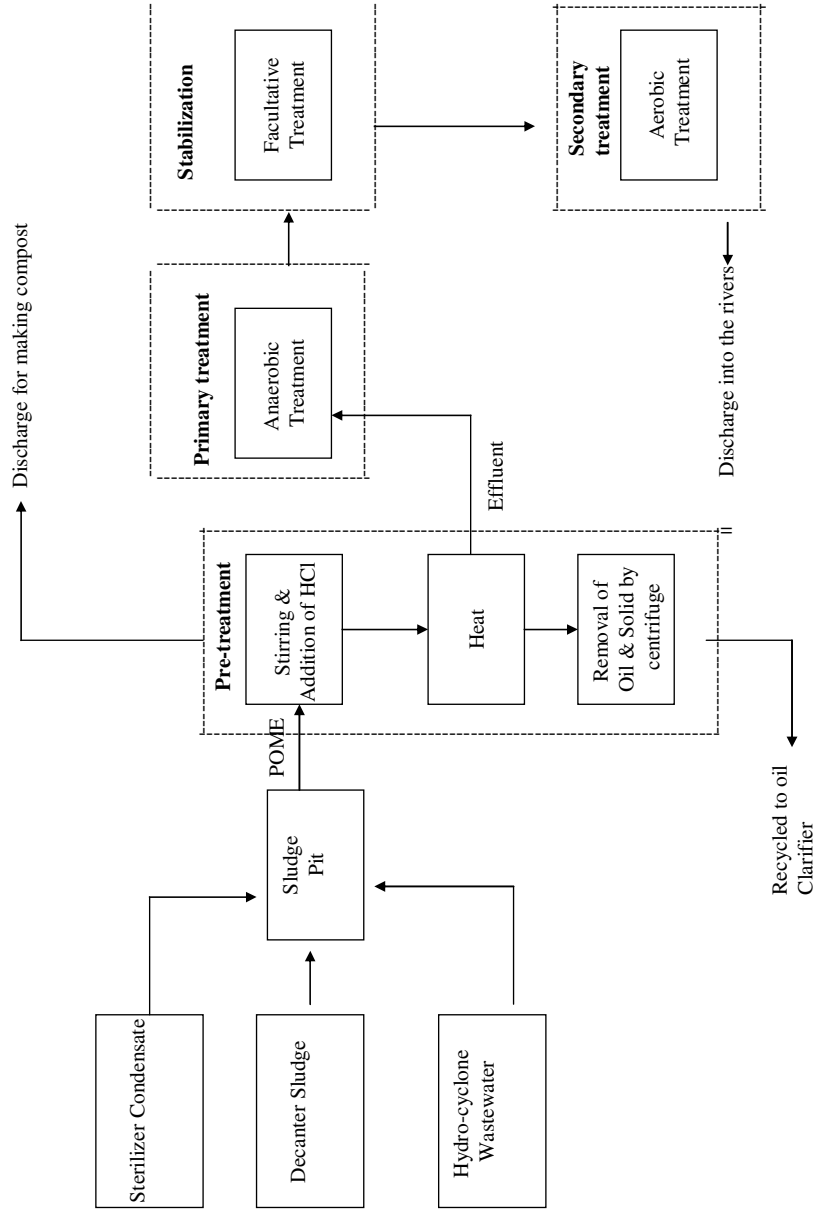 Sterilizer Condensate
Decanter Sludge
Hydro-cyclone
Wastewater
Sludge
Pit
POME
Pre-treatment
Stirring &
Addition of HCl
Heat
Removal of
Oil & Solid by
centrifuge
Recycled to oil
Clarifier
Discharge for making compost
Effluent
Primary treatment
Anaerobic
Treatment
Stabilization
Facultative
Treatment
Secondary
treatment
Aerobic
Treatment
Discharge into the rivers
=